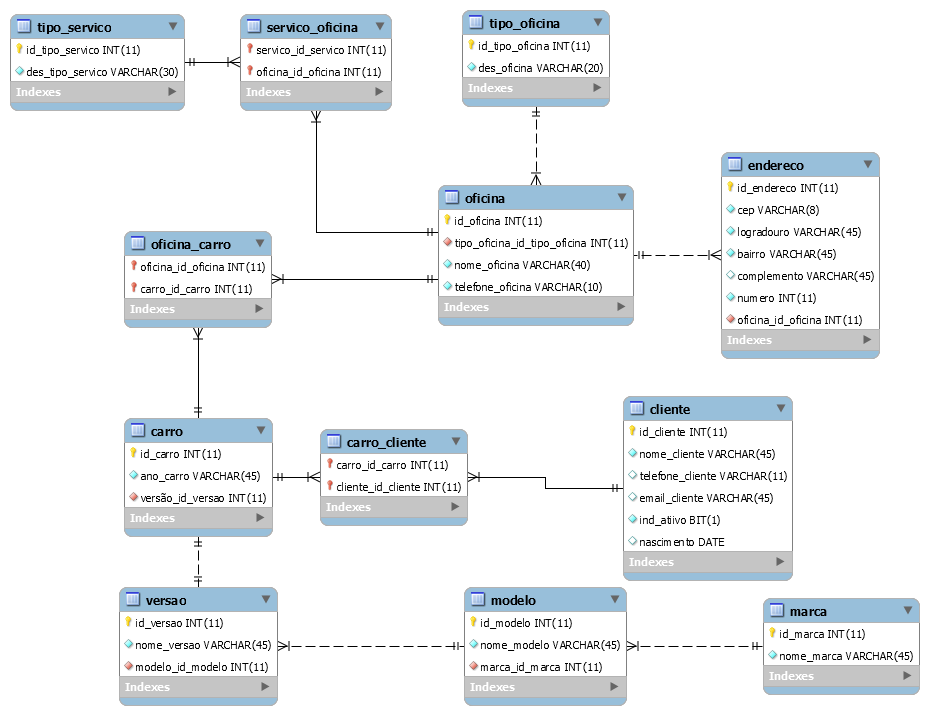 tipo_servico
id_tipo_servico INT(11)
des_tipo_servico VARCHAR(30)
Indexes
servico_oficina
servico_id_servico INT(11)
oficina_id_oficina INT(11)
Indexes
tipo_oficina
id_tipo_oficina INT(11)
des_oficina VARCHAR(20)
Indexes
endereco
id_endereco INT(11)
cep VARCHAR(8)
logradouro VARCHAR(45)
bairro VARCHAR(45)
complemento VARCHAR(45)
numero INT(11)
oficina_id_oficina INT(11)
Indexes
oficina
id_oficina INT(11)
tipo_oficina_id_tipo_oficina INT(11)
nome_oficina VARCHAR(40)
telefone_oficina VARCHAR(10)
Indexes
oficina_carro
oficina_id_oficina INT(11)
carro_id_carro INT(11)
Indexes
carro
id_carro INT(11)
ano_carro VARCHAR(45)
versão_id_versao INT(11)
Indexes
carro_cliente
carro_id_carro INT(11)
cliente_id_cliente INT(11)
Indexes
cliente
id_cliente INT(11)
nome_cliente VARCHAR(45)
telefone_cliente VARCHAR(11)
email_cliente VARCHAR(45)
ind_atiivo BIT(1)
nascimento DATE
Indexes
versao
id_versao INT(11)
nome_versao VARCHAR(45)
modelo_id_modelo INT(11)
Indexes
modelo
id_modelo INT(11)
nome_modelo VARCHAR(45)
marca_id_marca INT(11)
Indexes
marca
id_marca INT(11)
nome_marca VARCHAR(45)
Indexes